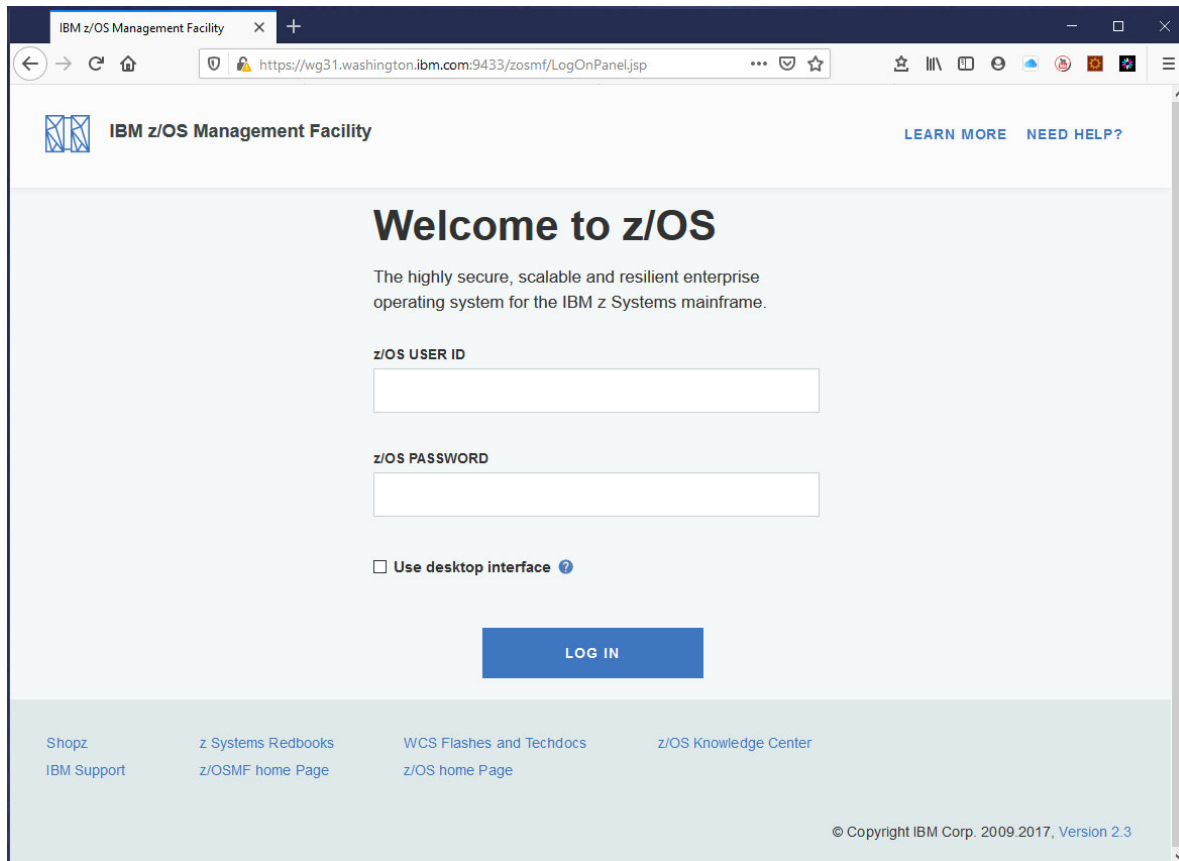 IBM z/OS Management Facility
https://wg31.washington.ibm.com:9433/zosmf/LogOnPanel.jsp
IBM z/OS Management Facility
LEARN MORE NEED HELP?
Welcome to z/OS
The highly secure, scalable and resilient enterprise
operating system for the IBM z Systems mainframe.
z/OS USER ID
z/OS PASSWORD
Use desktop interface ?
LOG IN
Shopz z Systems Redbooks WCS Flashes and Techdocs z/OS Knowledge Center
IBM Support z/OSMF home Page z/OS home Page
© Copyright IBM Corp. 2009.2017, Version 2.3